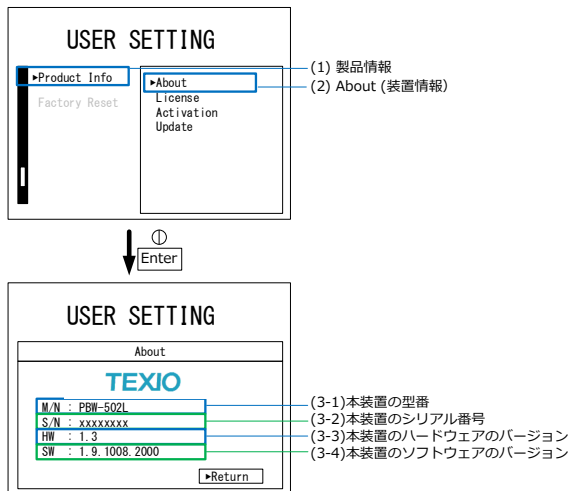 USER SETTING
▸Product Info
Factory Reset
▸About
License
Activation
Update
(1) 製品情報
(2) About (装置情報)
Enter
USER SETTING
About
TEXIO
M/N : PBW-502L
S/N : xxxxxxxx
HW : 1.3
SW : 1.9.1008.2000
▸Return
(3-1)本装置の型番
(3-2)本装置のシリアル番号
(3-3)本装置のハードウェアのバージョン
(3-4)本装置のソフトウェアのバージョン